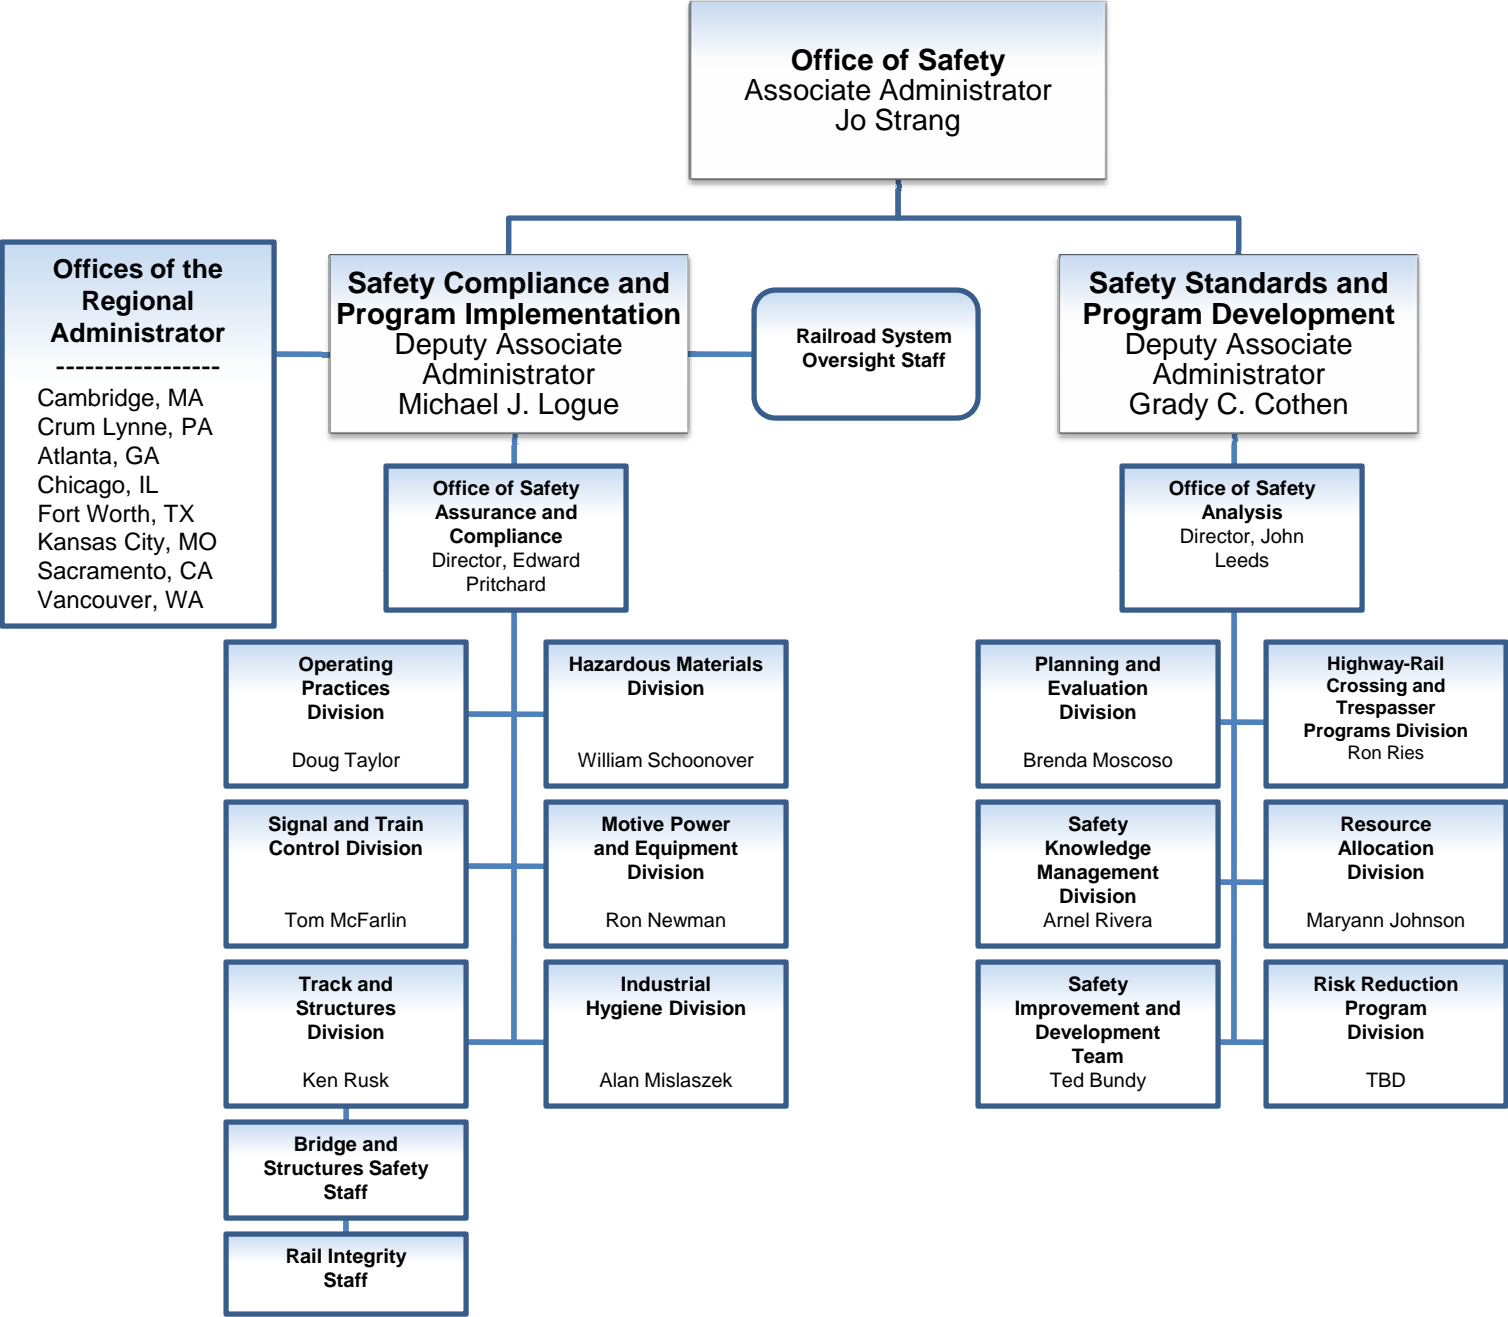 Office of Safety
Associate Administrator
Jo Strang
Offices of the
Regional
Administrator
-----------------
Cambridge, MA
Crum Lynne, PA
Atlanta, GA
Chicago, IL
Fort Worth, TX
Kansas City, MO
Sacramento, CA
Vancouver, WA
Safety Compliance and
Program Implementation
Deputy Associate
Administrator
Michael J. Logue
Railroad System
Oversight Staff
Safety Standards and
Program Development
Deputy Associate
Administrator
Grady C. Cothen
Office of Safety
Assurance and
Compliance
Director, Edward
Pritchard
Office of Safety
Analysis
Director, John
Leeds
Operating
Practices
Division
Doug Taylor
Hazardous Materials
Division
William Schoonover
Planning and
Evaluation
Division
Brenda Moscoso
Highway-Rail
Crossing and
Trespasser
Programs Division
Ron Ries
Signal and Train
Control Division
Tom McFarlin
Motive Power
and Equipment
Division
Ron Newman
Safety
Knowledge
Management
Division
Arnel Rivera
Resource
Allocation
Division
Maryann Johnson
Track and
Structures
Division
Ken Rusk
Industrial
Hygiene Division
Alan Mislaszek
Safety
Improvement and
Development
Team
Ted Bundy
Risk Reduction
Program
Division
TBD
Bridge and
Structures Safety
Staff
Rail Integrity
Staff